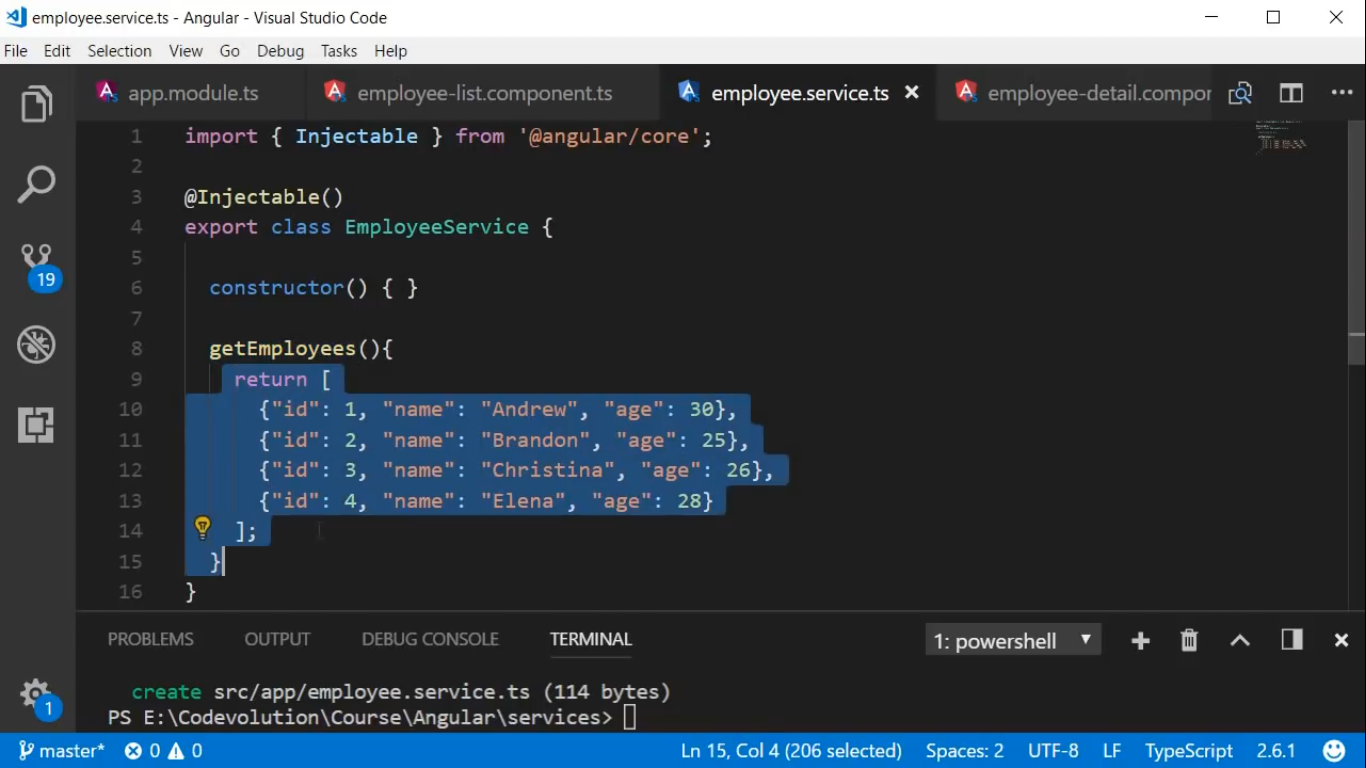 employee.service.ts - Angular - Visual Studio Code
File Edit Selection View Go Debug Tasks Help
app.module.ts employee-list.component.ts employee.service.ts employee-detail.compor
1 import { Injectable } from '@angular/core';
2
3 @Injectable()
4 export class EmployeeService {
5
6 constructor() { }
7
8 getEmployees(){
9 return [
10 {"id": 1, "name": "Andrew", "age": 30},
11 {"id": 2, "name": "Brandon", "age": 25},
12 {"id": 3, "name": "Christina", "age": 26},
13 {"id": 4, "name": "Elena", "age": 28}
14 ];
15 }
16 }
19
1
PROBLEMS OUTPUT DEBUG CONSOLE TERMINAL 1: powershell
create src/app/employee.service.ts (114 bytes)
PS E:\Codevolution\Course\Angular\services>
master* 0 0 Ln 15, Col 4 (206 selected) Spaces: 2 UTF-8 LF TypeScript 2.6.1